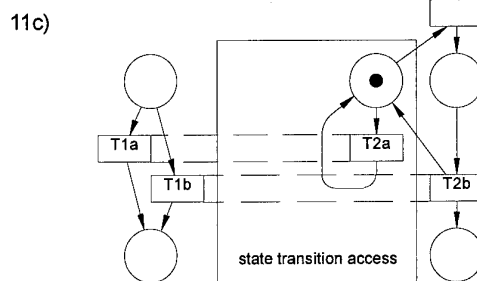 11c)
T1a
T2a
T1b
T2b
state transition access